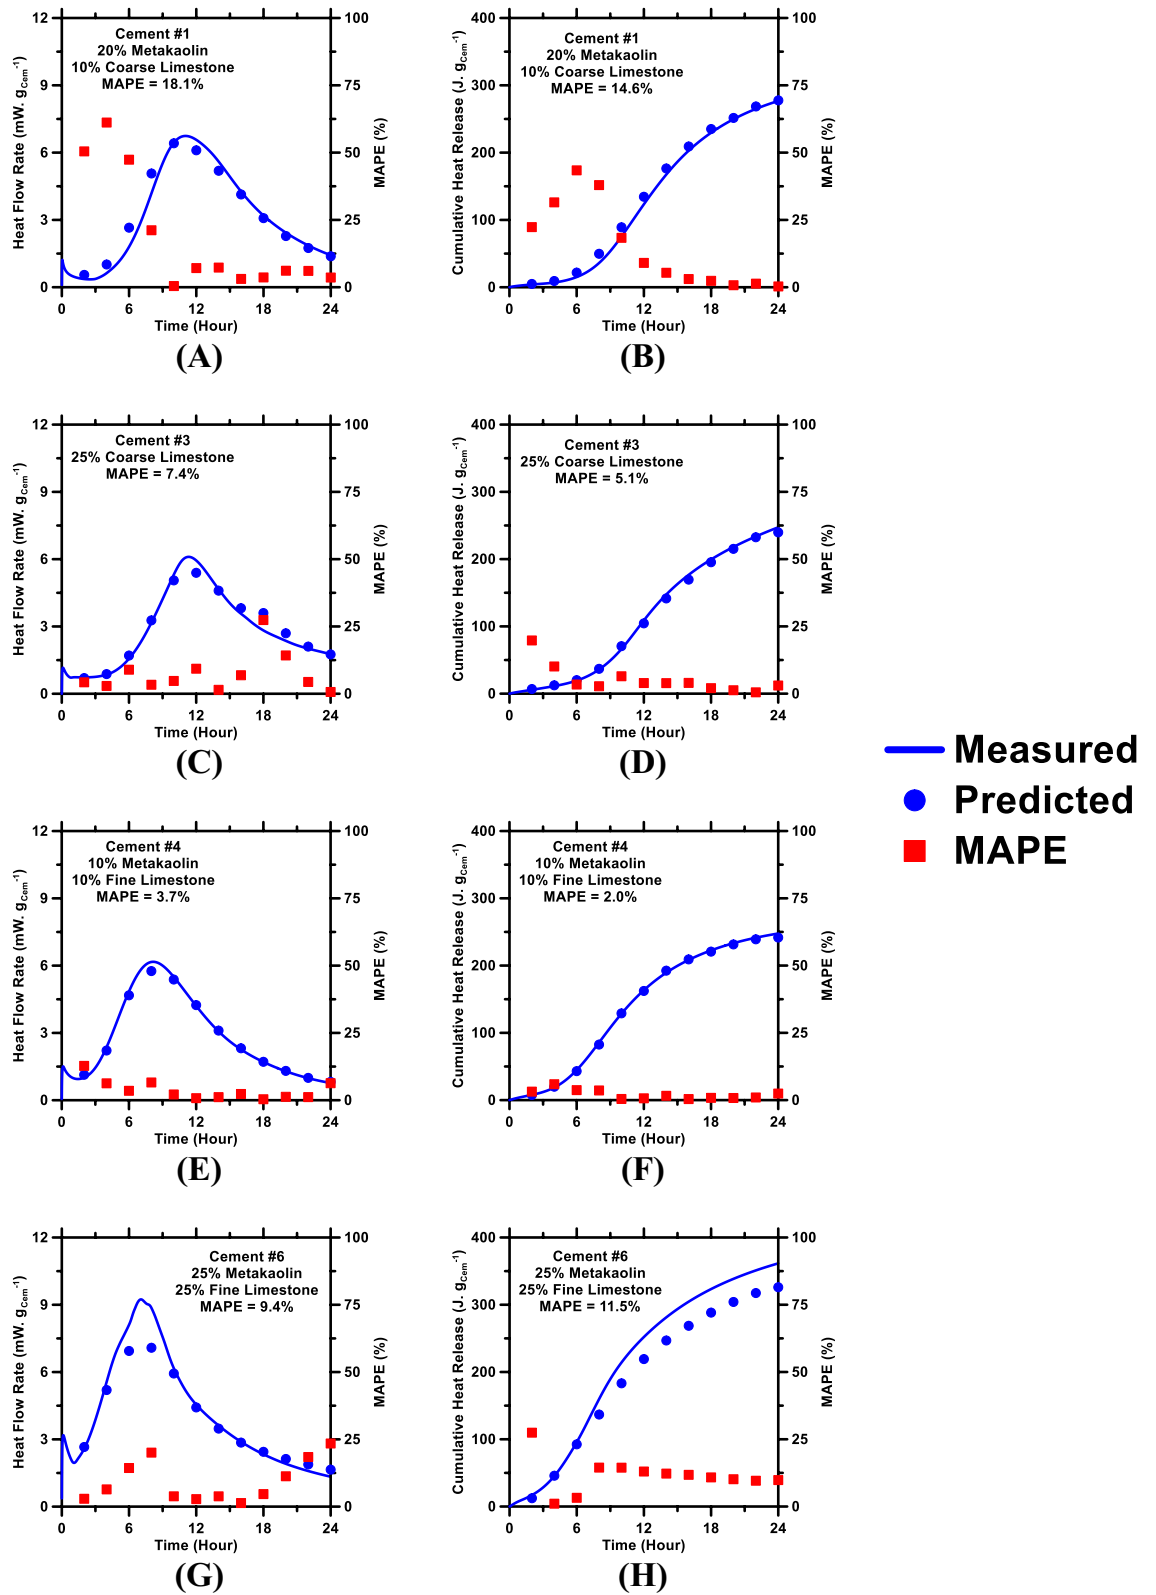 Cement #1
20% Metakaolin
10% Coarse Limestone
MAPE = 18.1%
Heat Flow Rate (mW. g_Cem⁻¹)
MAPE (%)
12
9
6
3
0
100
75
50
25
0
0 6 12 18 24
Time (Hour)
(A)
Cement #1
20% Metakaolin
10% Coarse Limestone
MAPE = 14.6%
Cumulative Heat Release (J. g_Cem⁻¹)
MAPE (%)
400
300
200
100
0
100
75
50
25
0
0 6 12 18 24
Time (Hour)
(B)
Cement #3
25% Coarse Limestone
MAPE = 7.4%
Heat Flow Rate (mW. g_Cem⁻¹)
MAPE (%)
12
9
6
3
0
100
75
50
25
0
0 6 12 18 24
Time (Hour)
(C)
Cement #3
25% Coarse Limestone
MAPE = 5.1%
Cumulative Heat Release (J. g_Cem⁻¹)
MAPE (%)
400
300
200
100
0
100
75
50
25
0
0 6 12 18 24
Time (Hour)
(D)
Measured
Predicted
MAPE
Cement #4
10% Metakaolin
10% Fine Limestone
MAPE = 3.7%
Heat Flow Rate (mW. g_Cem⁻¹)
MAPE (%)
12
9
6
3
0
100
75
50
25
0
0 6 12 18 24
Time (Hour)
(E)
Cement #4
10% Metakaolin
10% Fine Limestone
MAPE = 2.0%
Cumulative Heat Release (J. g_Cem⁻¹)
MAPE (%)
400
300
200
100
0
100
75
50
25
0
0 6 12 18 24
Time (Hour)
(F)
Cement #6
25% Metakaolin
25% Fine Limestone
MAPE = 9.4%
Heat Flow Rate (mW. g_Cem⁻¹)
MAPE (%)
12
9
6
3
0
100
75
50
25
0
0 6 12 18 24
Time (Hour)
(G)
Cement #6
25% Metakaolin
25% Fine Limestone
MAPE = 11.5%
Cumulative Heat Release (J. g_Cem⁻¹)
MAPE (%)
400
300
200
100
0
100
75
50
25
0
0 6 12 18 24
Time (Hour)
(H)